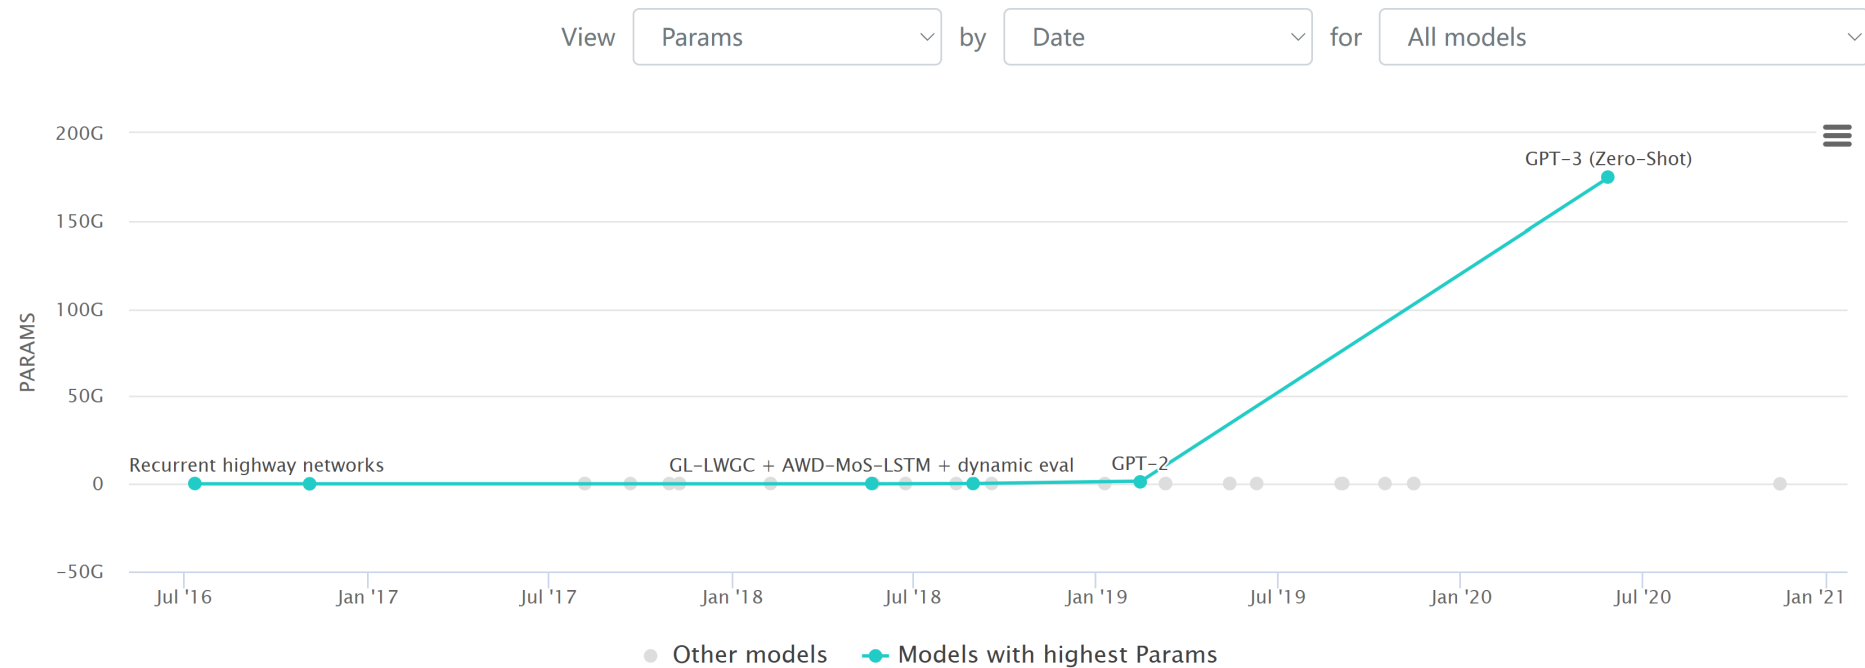 View Params by Date for All models
200G
GPT-3 (Zero-Shot)
150G
100G
PARAMS
50G
Recurrent highway networks GL-LWGC + AWD-MoS-LSTM + dynamic eval GPT-2
0
-50G
Jul '16 Jan '17 Jul '17 Jan '18 Jul '18 Jan '19 Jul '19 Jan '20 Jul '20 Jan '21
Other models Models with highest Params